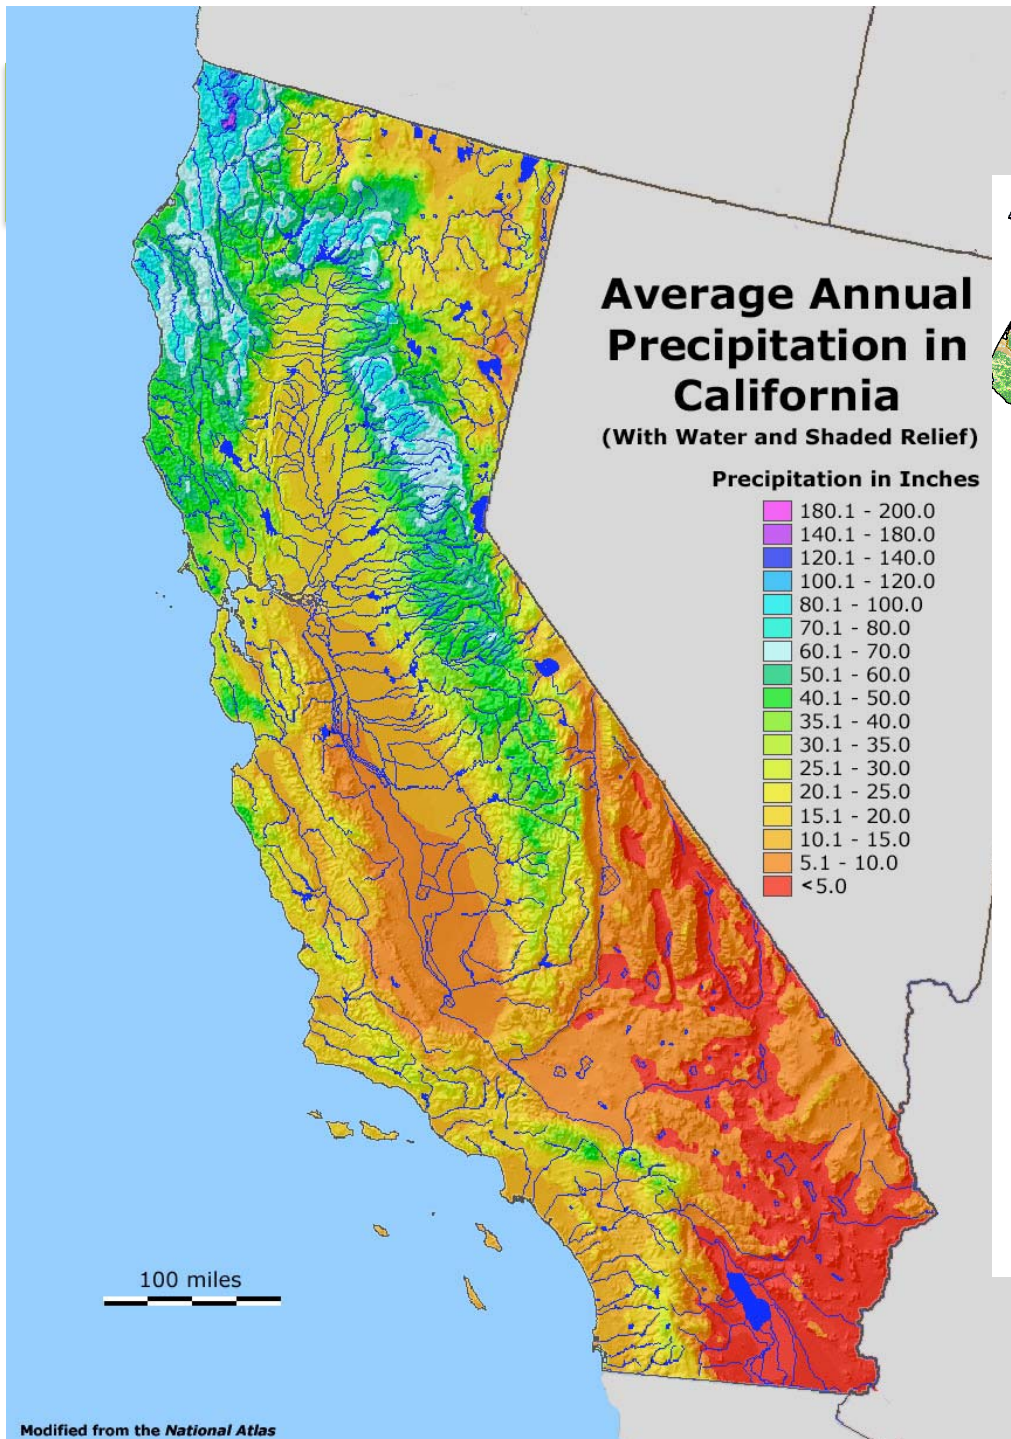 Average Annual
Precipitation in
California
(With Water and Shaded Relief)
Precipitation in Inches
180.1 - 200.0
140.1 - 180.0
120.1 - 140.0
100.1 - 120.0
80.1 - 100.0
70.1 - 80.0
60.1 - 70.0
50.1 - 60.0
40.1 - 50.0
35.1 - 40.0
30.1 - 35.0
25.1 - 30.0
20.1 - 25.0
15.1 - 20.0
10.1 - 15.0
5.1 - 10.0
<5.0
100 miles
Modified from the National Atlas